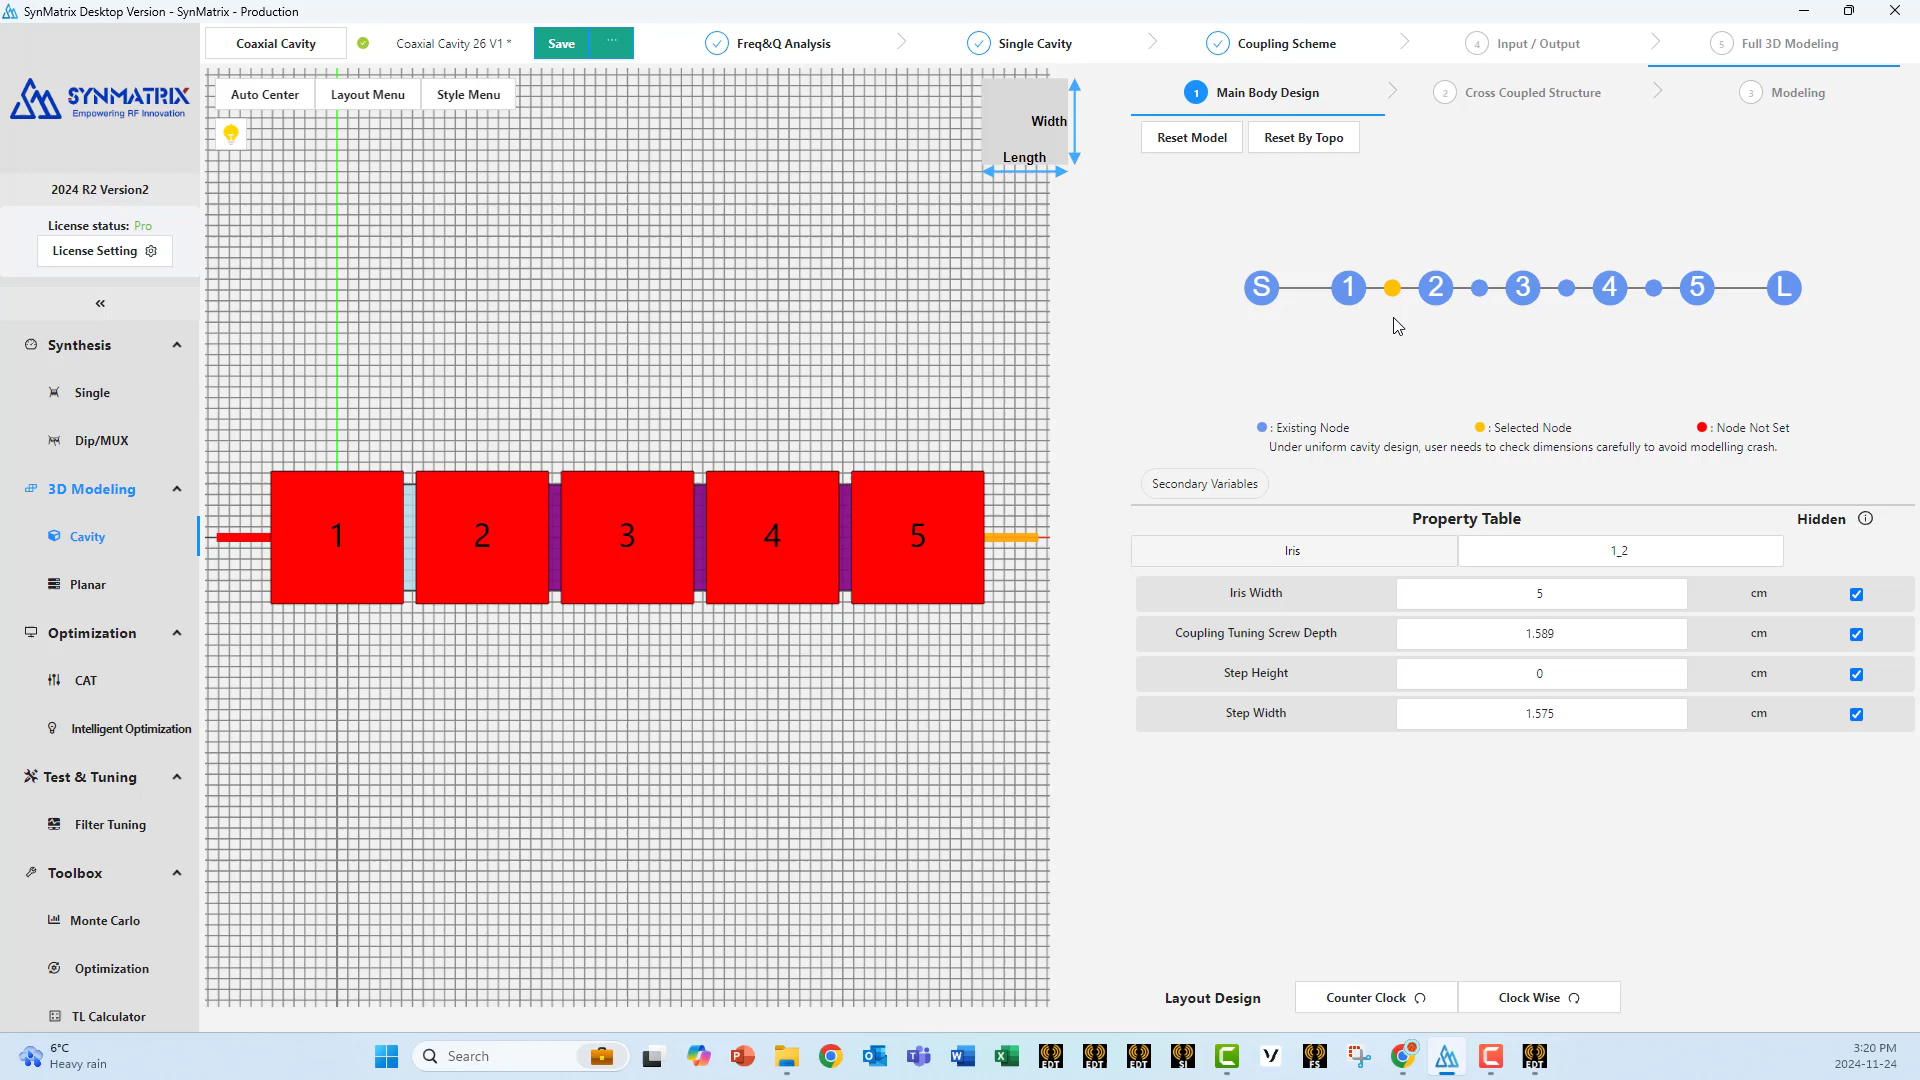 SynMatrix Desktop Version - SynMatrix - Production
Coaxial Cavity
Coaxial Cavity 26 V1 *
Save
...
Freq&Q Analysis
Single Cavity
Coupling Scheme
4
Input / Output
5
Full 3D Modeling
SYNMATRIX
Empowering RF Innovation
2024 R2 Version2
License status: Pro
License Setting
«
Synthesis
Single
Dip/MUX
3D Modeling
Cavity
Planar
Optimization
CAT
Intelligent Optimization
Test & Tuning
Filter Tuning
Toolbox
Monte Carlo
Optimization
TL Calculator
Auto Center
Layout Menu
Style Menu
Width
Length
1
2
3
4
5
1
Main Body Design
2
Cross Coupled Structure
3
Modeling
Reset Model
Reset By Topo
S
1
2
3
4
5
L
: Existing Node
: Selected Node
: Node Not Set
Under uniform cavity design, user needs to check dimensions carefully to avoid modelling crash.
Secondary Variables
Property Table
Hidden
Iris
1_2
Iris Width
5
cm
Coupling Tuning Screw Depth
1.589
cm
Step Height
0
cm
Step Width
1.575
cm
Layout Design
Counter Clock
Clock Wise
6°C
Heavy rain
Search
EDT
EDT
EDT
SI
FS
EDT
3:20 PM
2024-11-24